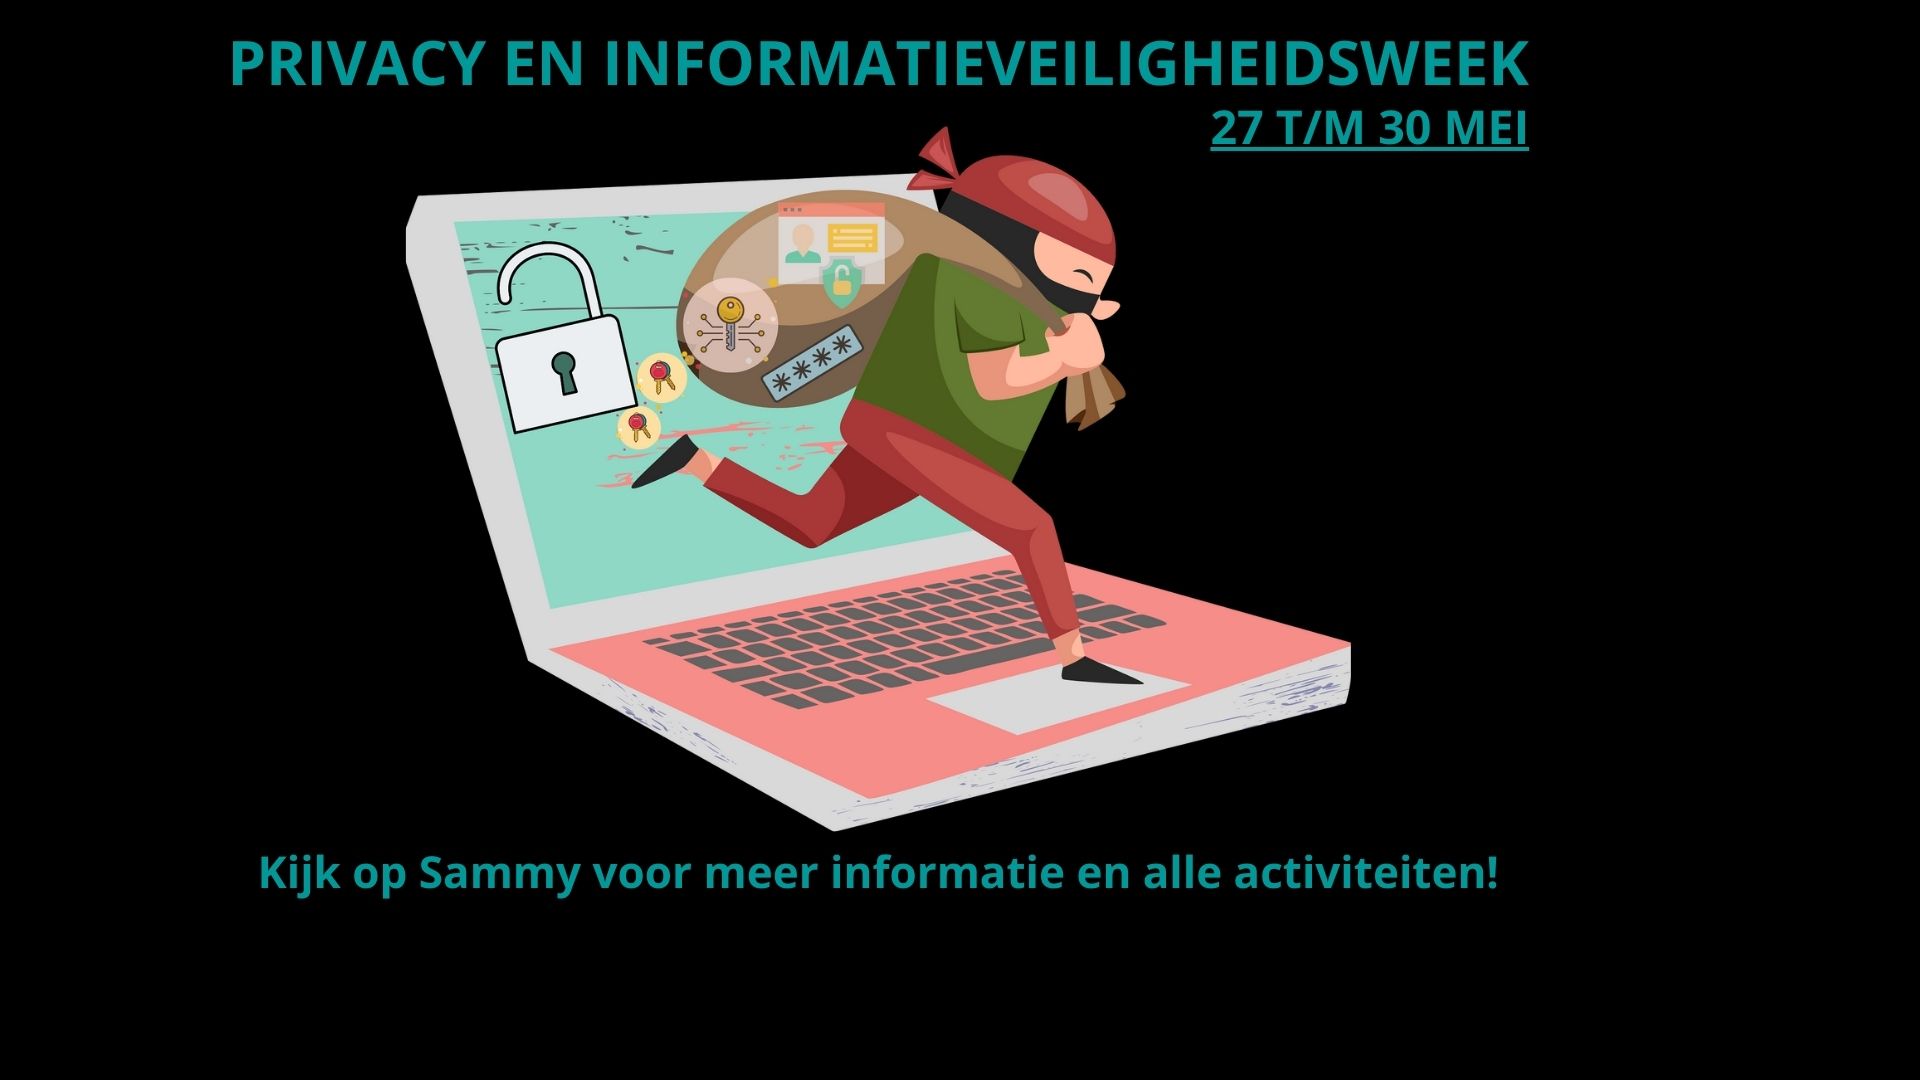 PRIVACY EN INFORMATIEVEILIGHEIDSWEEK
27 T/M 30 MEI
****
Kijk op Sammy voor meer informatie en alle activiteiten!